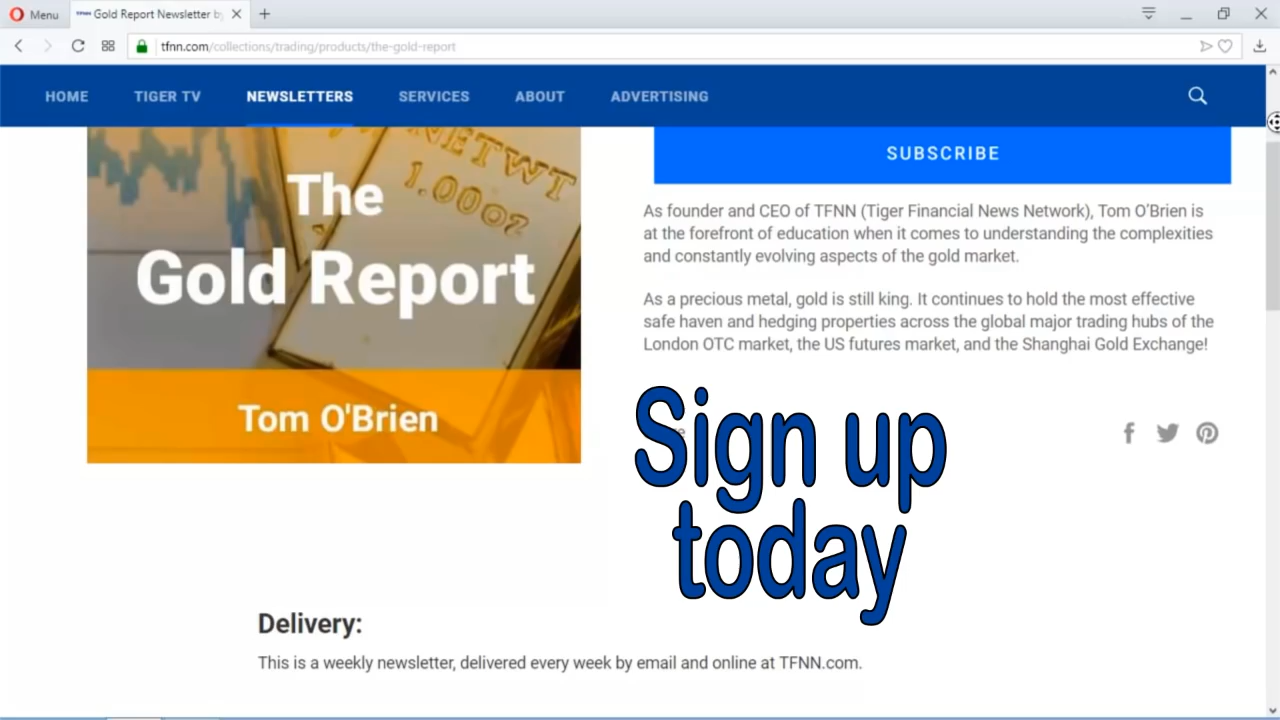 Menu
Gold Report Newsletter by
tfnn.com/collections/trading/products/the-gold-report
HOME TIGER TV NEWSLETTERS SERVICES ABOUT ADVERTISING
NETWT
1.00oz
The
Gold Report
Tom O'Brien
SUBSCRIBE
As founder and CEO of TFNN (Tiger Financial News Network), Tom O'Brien is
at the forefront of education when it comes to understanding the complexities
and constantly evolving aspects of the gold market.
As a precious metal, gold is still king. It continues to hold the most effective
safe haven and hedging properties across the global major trading hubs of the
London OTC market, the US futures market, and the Shanghai Gold Exchange!
Sign up
today
Delivery:
This is a weekly newsletter, delivered every week by email and online at TFNN.com.